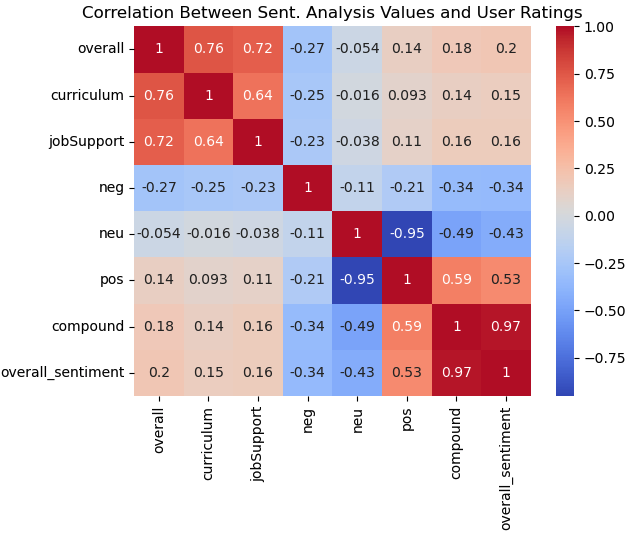 Correlation Between Sent. Analysis Values and User Ratings
overall 1 0.76 0.72 -0.27 -0.054 0.14 0.18 0.2
curriculum 0.76 1 0.64 -0.25 -0.016 0.093 0.14 0.15
jobSupport 0.72 0.64 1 -0.23 -0.038 0.11 0.16 0.16
neg -0.27 -0.25 -0.23 1 -0.11 -0.21 -0.34 -0.34
neu -0.054 -0.016 -0.038 -0.11 1 -0.95 -0.49 -0.43
pos 0.14 0.093 0.11 -0.21 -0.95 1 0.59 0.53
compound 0.18 0.14 0.16 -0.34 -0.49 0.59 1 0.97
overall_sentiment 0.2 0.15 0.16 -0.34 -0.43 0.53 0.97 1
overall
curriculum
jobSupport
neg
neu
pos
compound
overall_sentiment
1.00
0.75
0.50
0.25
0.00
−0.25
−0.50
−0.75